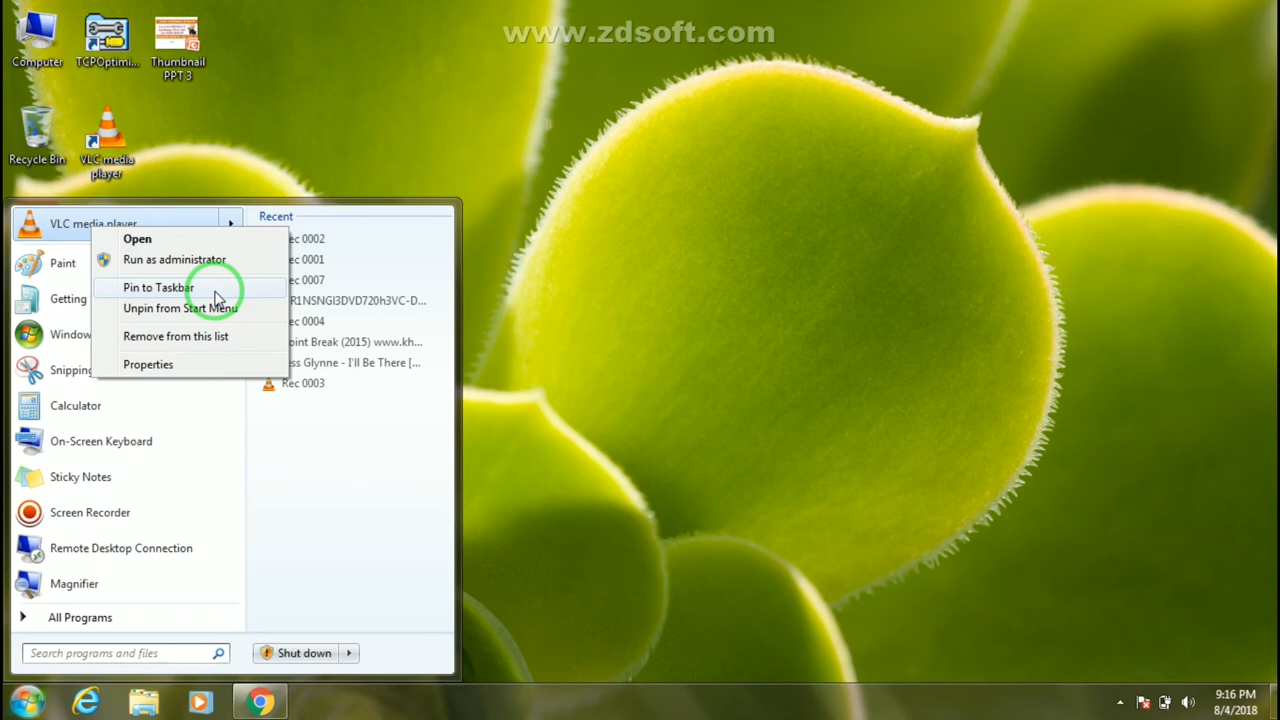 www.zdsoft.com
Computer
TCPOptimi...
Thumbnail
PPT 3
Recycle Bin
VLC media
player
VLC media player
Open
Run as administrator
Pin to Taskbar
Unpin from Start Menu
Remove from this list
Properties
Paint
Getting
Window
Snipping
Calculator
On-Screen Keyboard
Sticky Notes
Screen Recorder
Remote Desktop Connection
Magnifier
All Programs
Search programs and files
Shut down
Recent
ec 0002
ec 0001
ec 0007
R1NSNGI3DVD720h3VC-D...
ec 0004
oint Break (2015) www.kh...
ess Glynne - I'll Be There [...
Rec 0003
9:16 PM
8/4/2018